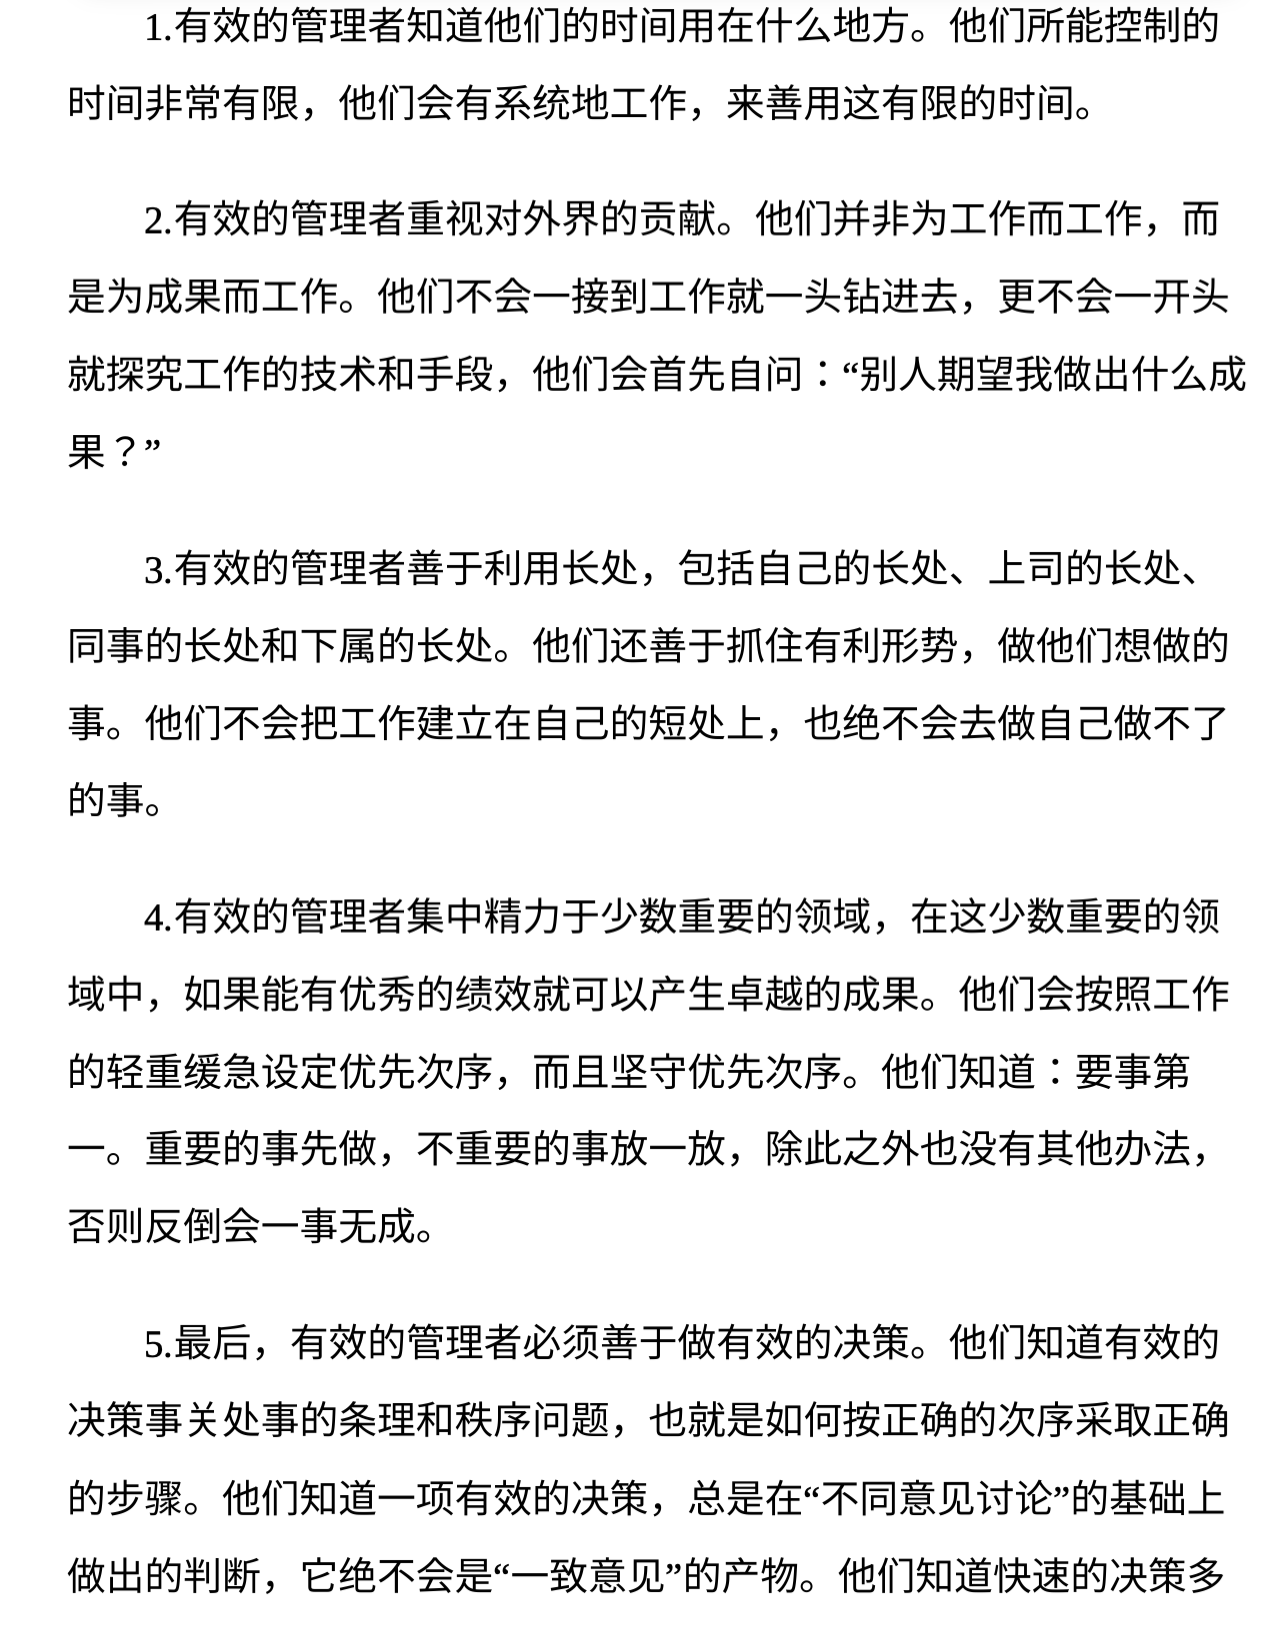 1.有效的管理者知道他们的时间用在什么地方。他们所能控制的
时间非常有限，他们会有系统地工作，来善用这有限的时间。
2.有效的管理者重视对外界的贡献。他们并非为工作而工作，而
是为成果而工作。他们不会一接到工作就一头钻进去，更不会一开头
就探究工作的技术和手段，他们会首先自问：“别人期望我做出什么成
果？”
3.有效的管理者善于利用长处，包括自己的长处、上司的长处、
同事的长处和下属的长处。他们还善于抓住有利形势，做他们想做的
事。他们不会把工作建立在自己的短处上，也绝不会去做自己做不了
的事。
4.有效的管理者集中精力于少数重要的领域，在这少数重要的领
域中，如果能有优秀的绩效就可以产生卓越的成果。他们会按照工作
的轻重缓急设定优先次序，而且坚守优先次序。他们知道：要事第
一。重要的事先做，不重要的事放一放，除此之外也没有其他办法，
否则反倒会一事无成。
5.最后，有效的管理者必须善于做有效的决策。他们知道有效的
决策事关处事的条理和秩序问题，也就是如何按正确的次序采取正确
的步骤。他们知道一项有效的决策，总是在“不同意见讨论”的基础上
做出的判断，它绝不会是“一致意见”的产物。他们知道快速的决策多